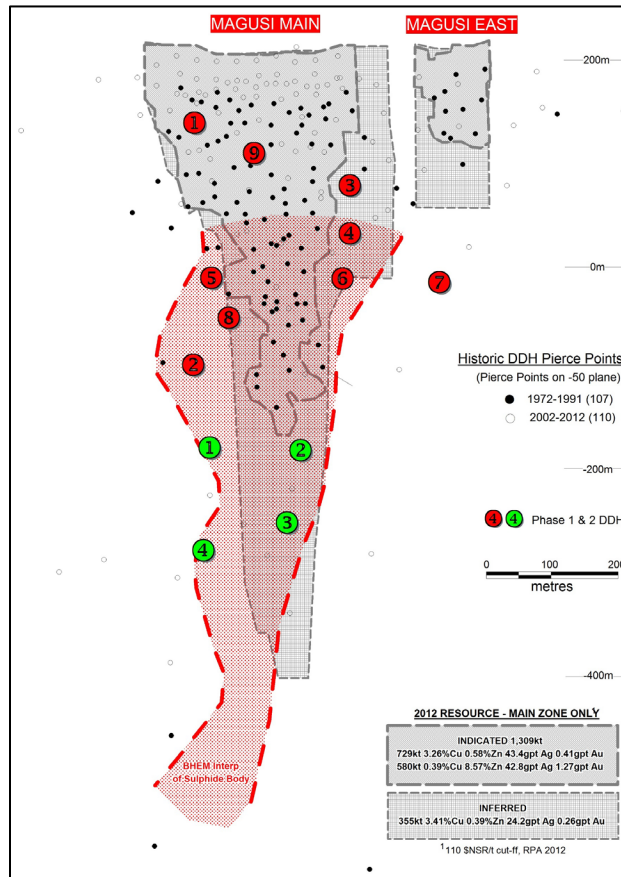 MAGUSI MAIN
MAGUSI EAST
200m
1
9
3
4
0m
5
6
7
8
Historic DDH Pierce Points
(Pierce Points on -50 plane)
1972-1991 (107)
2002-2012 (110)
2
1
2
-200m
3
4
4 4 Phase 1 & 2 DDH
0 100 200
metres
-400m
2012 RESOURCE - MAIN ZONE ONLY
INDICATED 1,309kt
729kt 3.26%Cu 0.58%Zn 43.4gpt Ag 0.41gpt Au
580kt 0.39%Cu 8.57%Zn 42.8gpt Ag 1.27gpt Au
BHEM Interp
of Sulphide Body
INFERRED
355kt 3.41%Cu 0.39%Zn 24.2gpt Ag 0.26gpt Au
1 110 $NSR/t cut-ff, RPA 2012